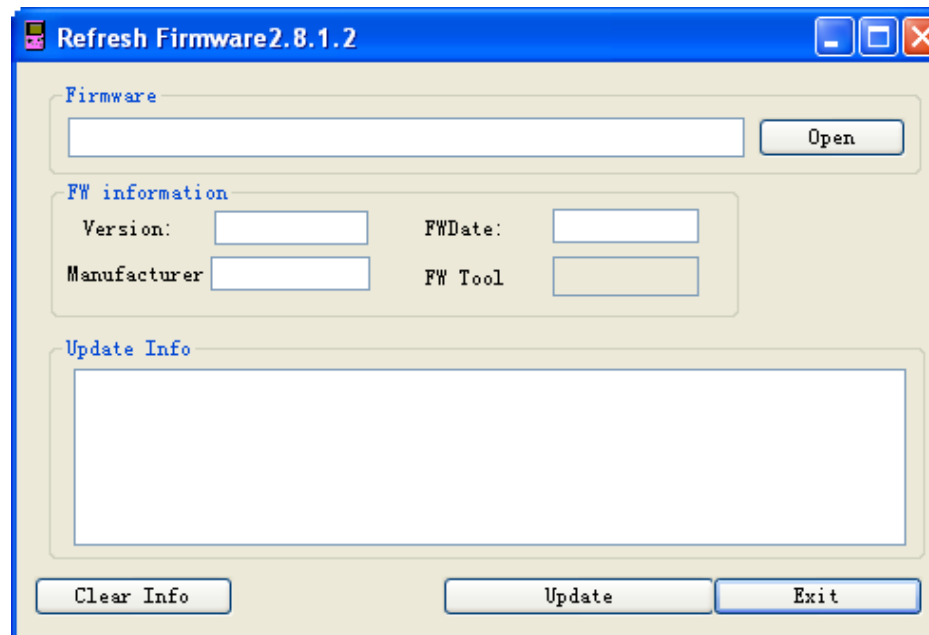 Refresh Firmware2.8.1.2
Firmware
Open
FW information
Version:
FWDate:
Manufacturer
FW Tool
Update Info
Clear Info
Update
Exit